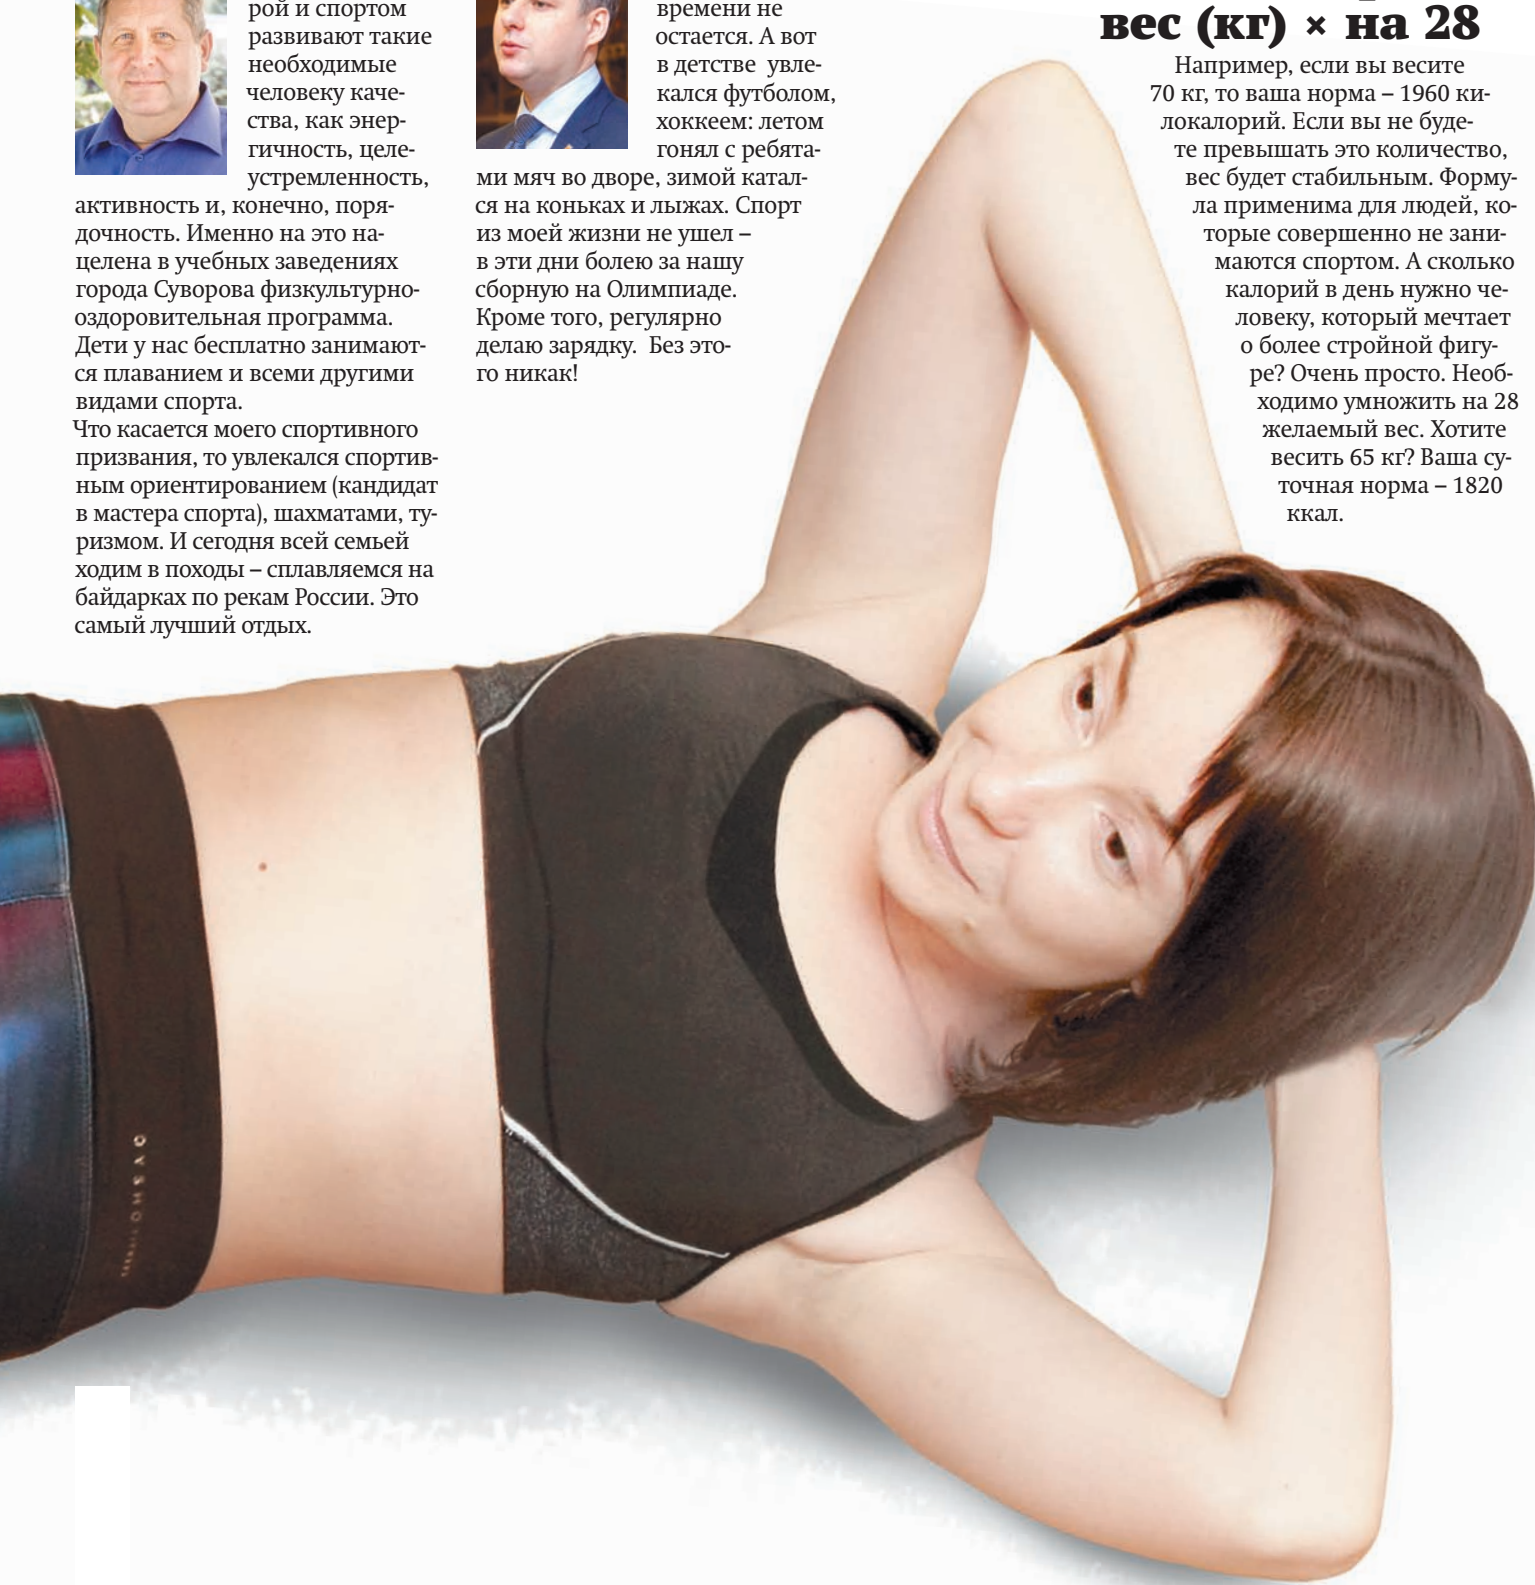 рой и спортом
развивают такие
необходимые
человеку каче-
ства, как энер-
гичность, целе-
устремленность,
активность и, конечно, поря-
дочность. Именно на это на-
целена в учебных заведениях
города Суворова физкультурно-
оздоровительная программа.
Дети у нас бесплатно занимают-
ся плаванием и всеми другими
видами спорта.
Что касается моего спортивного
призвания, то увлекался спортив-
ным ориентированием (кандидат
в мастера спорта), шахматами, ту-
ризмом. И сегодня всей семьей
ходим в походы – сплавляемся на
байдарках по рекам России. Это
самый лучший отдых.
времени не
остается. А вот
в детстве увле-
кался футболом,
хоккеем: летом
гонял с ребята-
ми мяч во дворе, зимой катал-
ся на коньках и лыжах. Спорт
из моей жизни не ушел –
в эти дни болею за нашу
сборную на Олимпиаде.
Кроме того, регулярно
делаю зарядку. Без это-
го никак!
вес (кг) × на 28
Например, если вы весите
70 кг, то ваша норма – 1960 ки-
локалорий. Если вы не буде-
те превышать это количество,
вес будет стабильным. Форму-
ла применима для людей, ко-
торые совершенно не зани-
маются спортом. А сколько
калорий в день нужно че-
ловеку, который мечтает
о более стройной фигу-
ре? Очень просто. Необ-
ходимо умножить на 28
желаемый вес. Хотите
весить 65 кг? Ваша су-
точная норма – 1820
ккал.